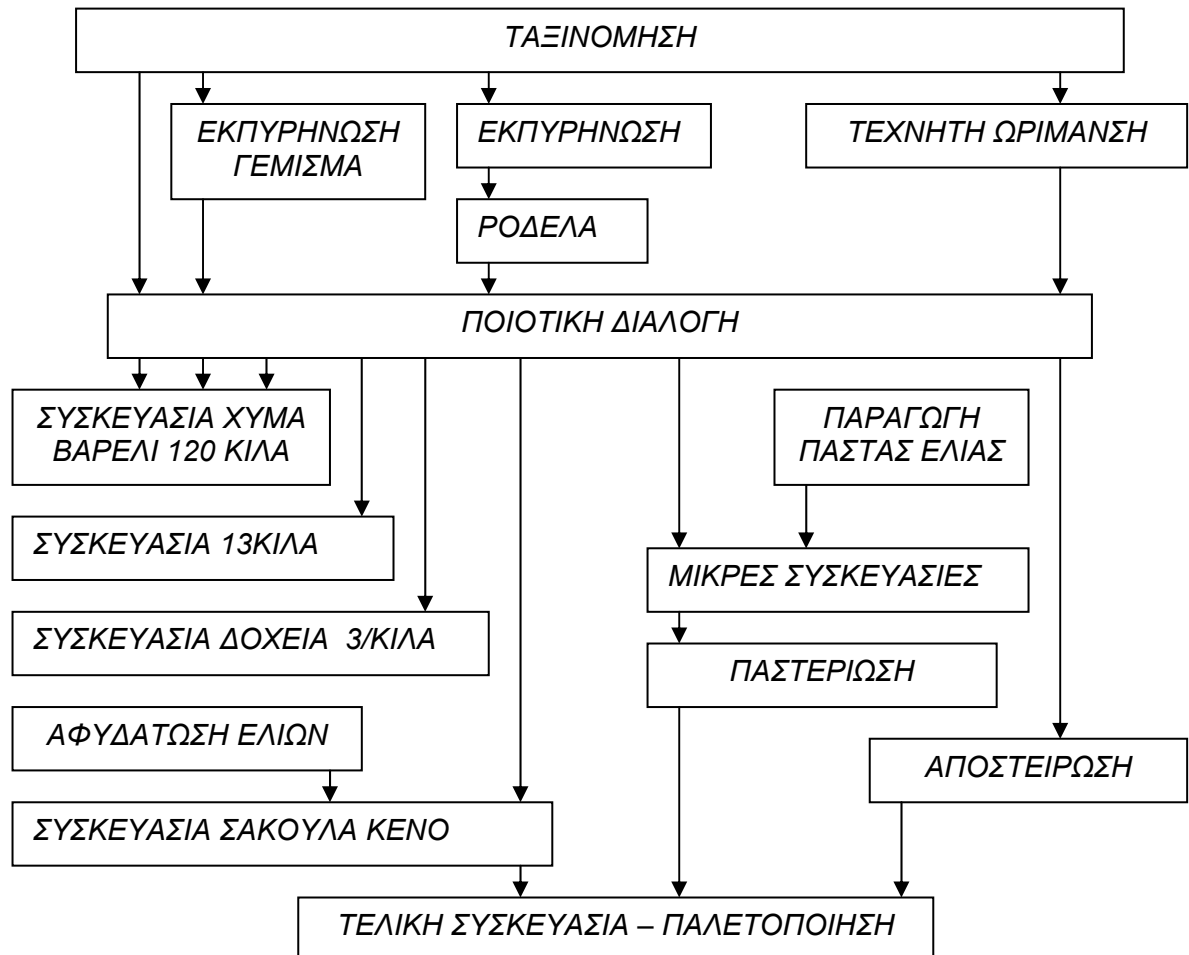 ΤΑΞΙΝΟΜΗΣΗ
ΕΚΠΥΡΗΝΩΣΗ
ΓΕΜΙΣΜΑ
ΕΚΠΥΡΗΝΩΣΗ
ΤΕΧΝΗΤΗ ΩΡΙΜΑΝΣΗ
ΡΟΔΕΛΑ
ΠΟΙΟΤΙΚΗ ΔΙΑΛΟΓΗ
ΣΥΣΚΕΥΑΣΙΑ ΧΥΜΑ
ΒΑΡΕΛΙ 120 ΚΙΛΑ
ΠΑΡΑΓΩΓΗ
ΠΑΣΤΑΣ ΕΛΙΑΣ
ΣΥΣΚΕΥΑΣΙΑ 13ΚΙΛΑ
ΜΙΚΡΕΣ ΣΥΣΚΕΥΑΣΙΕΣ
ΣΥΣΚΕΥΑΣΙΑ ΔΟΧΕΙΑ 3/ΚΙΛΑ
ΠΑΣΤΕΡΙΩΣΗ
ΑΦΥΔΑΤΩΣΗ ΕΛΙΩΝ
ΑΠΟΣΤΕΙΡΩΣΗ
ΣΥΣΚΕΥΑΣΙΑ ΣΑΚΟΥΛΑ ΚΕΝΟ
ΤΕΛΙΚΗ ΣΥΣΚΕΥΑΣΙΑ – ΠΑΛΕΤΟΠΟΙΗΣΗ